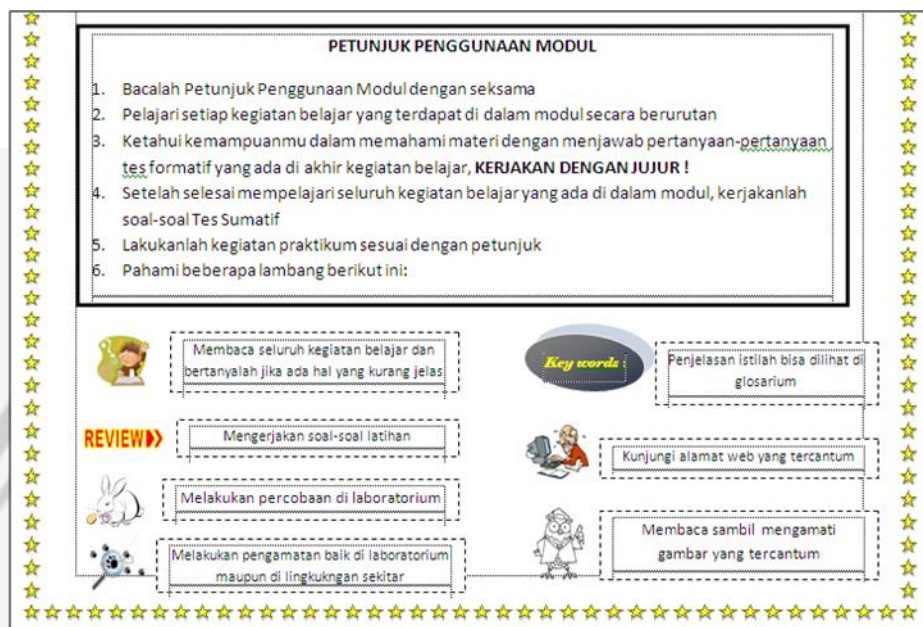 PETUNJUK PENGGUNAAN MODUL
1. Bacalah Petunjuk Penggunaan Modul dengan seksama
2. Pelajari setiap kegiatan belajar yang terdapat di dalam modul secara berurutan
3. Ketahui kemampuanmu dalam memahami materi dengan menjawab pertanyaan-pertanyaan
tes formatif yang ada di akhir kegiatan belajar, KERJAKAN DENGAN JUJUR !
4. Setelah selesai mempelajari seluruh kegiatan belajar yang ada di dalam modul, kerjakanlah
soal-soal Tes Sumatif
5. Lakukanlah kegiatan praktikum sesuai dengan petunjuk
6. Pahami beberapa lambang berikut ini:
Membaca seluruh kegiatan belajar dan
bertanyalah jika ada hal yang kurang jelas
REVIEW
Mengerjakan soal-soal latihan
Melakukan percobaan di laboratorium
Melakukan pengamatan baik di laboratorium
maupun di lingkukngan sekitar
Key words :
Penjelasan istilah bisa dilihat di
glosarium
Kunjungi alamat web yang tercantum
Membaca sambil mengamati
gambar yang tercantum